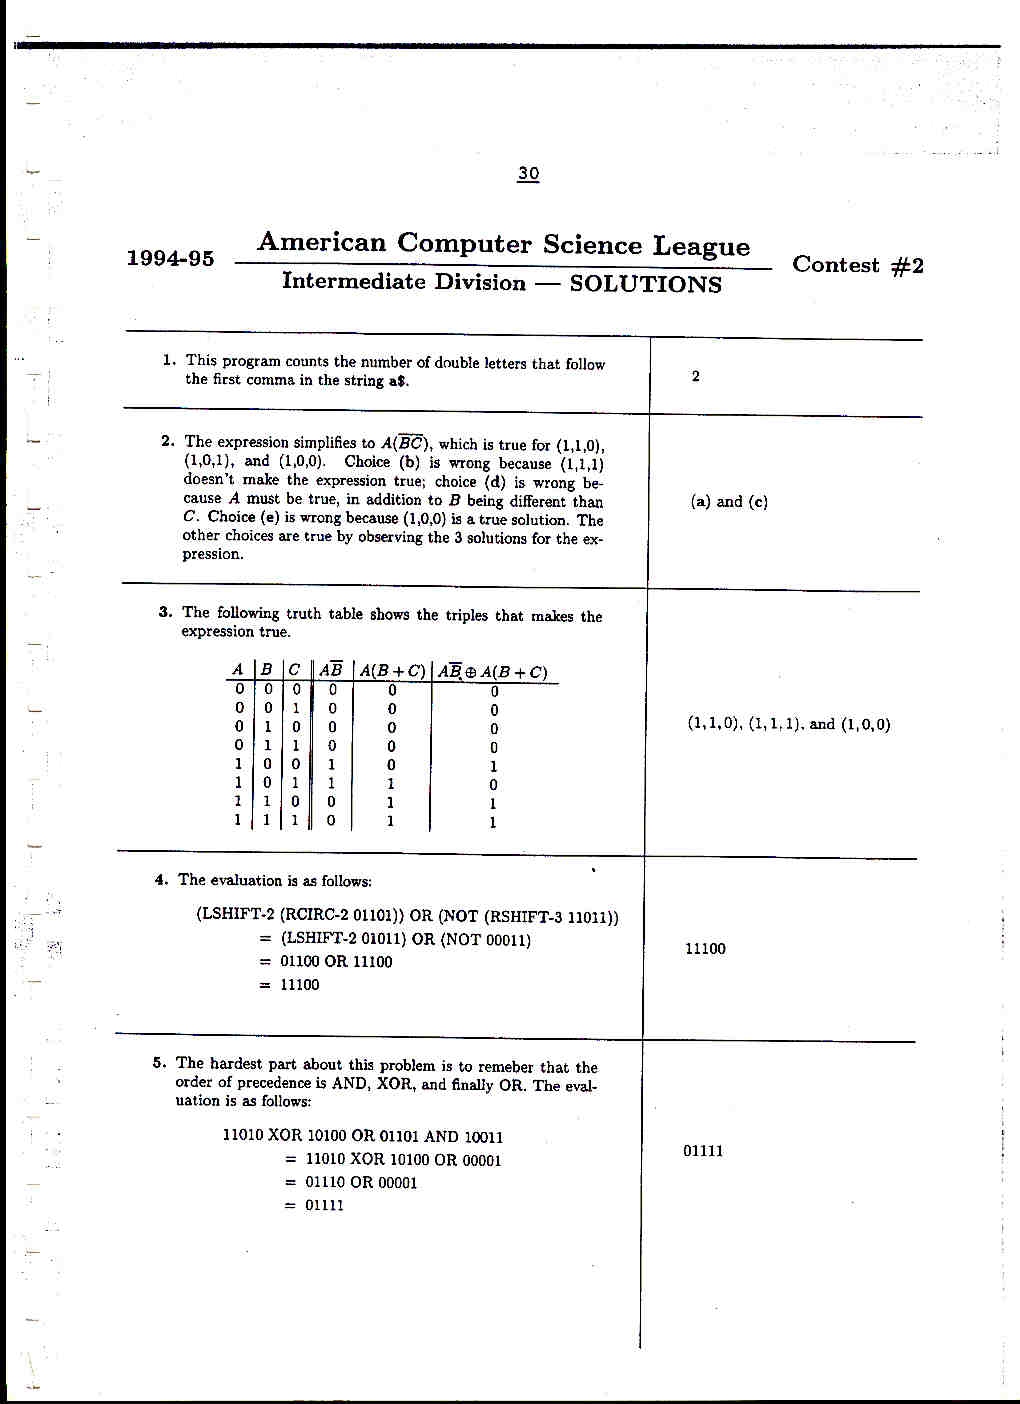 30
1994-95 American Computer Science League Contest #2
Intermediate Division — SOLUTIONS
1. This program counts the number of double letters that follow
the first comma in the string a$.
2
2. The expression simplifies to A(B̅C̅), which is true for (1,1,0),
(1,0,1), and (1,0,0). Choice (b) is wrong because (1,1,1)
doesn't make the expression true; choice (d) is wrong be-
cause A must be true, in addition to B being different than
C. Choice (e) is wrong because (1,0,0) is a true solution. The
other choices are true by observing the 3 solutions for the ex-
pression.
(a) and (c)
3. The following truth table shows the triples that makes the
expression true.
A B C AB̅ A(B + C) AB̅ ⊕ A(B + C)
0 0 0 0 0 0
0 0 1 0 0 0
0 1 0 0 0 0
0 1 1 0 0 0
1 0 0 1 0 1
1 0 1 1 1 0
1 1 0 0 1 1
1 1 1 0 1 1
(1,1,0), (1,1,1), and (1,0,0)
4. The evaluation is as follows:
(LSHIFT-2 (RCIRC-2 01101)) OR (NOT (RSHIFT-3 11011))
= (LSHIFT-2 01011) OR (NOT 00011)
= 01100 OR 11100
= 11100
11100
5. The hardest part about this problem is to remeber that the
order of precedence is AND, XOR, and finally OR. The eval-
uation is as follows:
11010 XOR 10100 OR 01101 AND 10011
= 11010 XOR 10100 OR 00001
= 01110 OR 00001
= 01111
01111